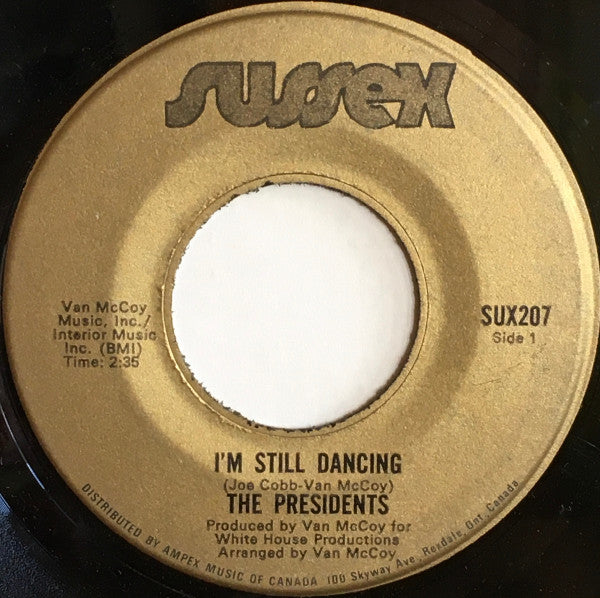 sussex
Van McCoy
Music, Inc./
Interior Music
Inc. (BMI)
Time: 2:35
SUX207
Side 1
I'M STILL DANCING
(Joe Cobb-Van McCoy)
THE PRESIDENTS
Produced by Van McCoy for
White House Productions
Arranged by Van McCoy
DISTRIBUTED BY AMPEX MUSIC OF CANADA 100 Skyway Ave., Rexdale, Ont. Canada